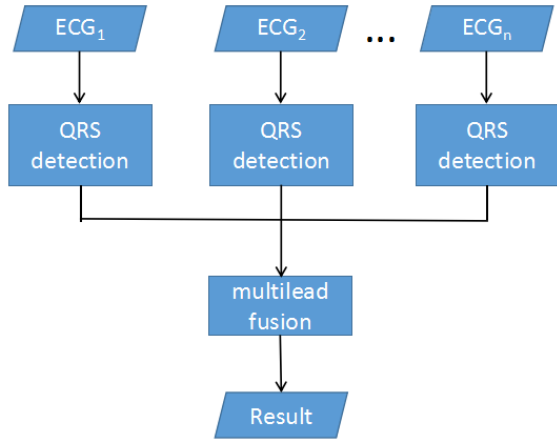 ECG₁
ECG₂
...
ECGₙ
QRS
detection
QRS
detection
QRS
detection
multilead
fusion
Result